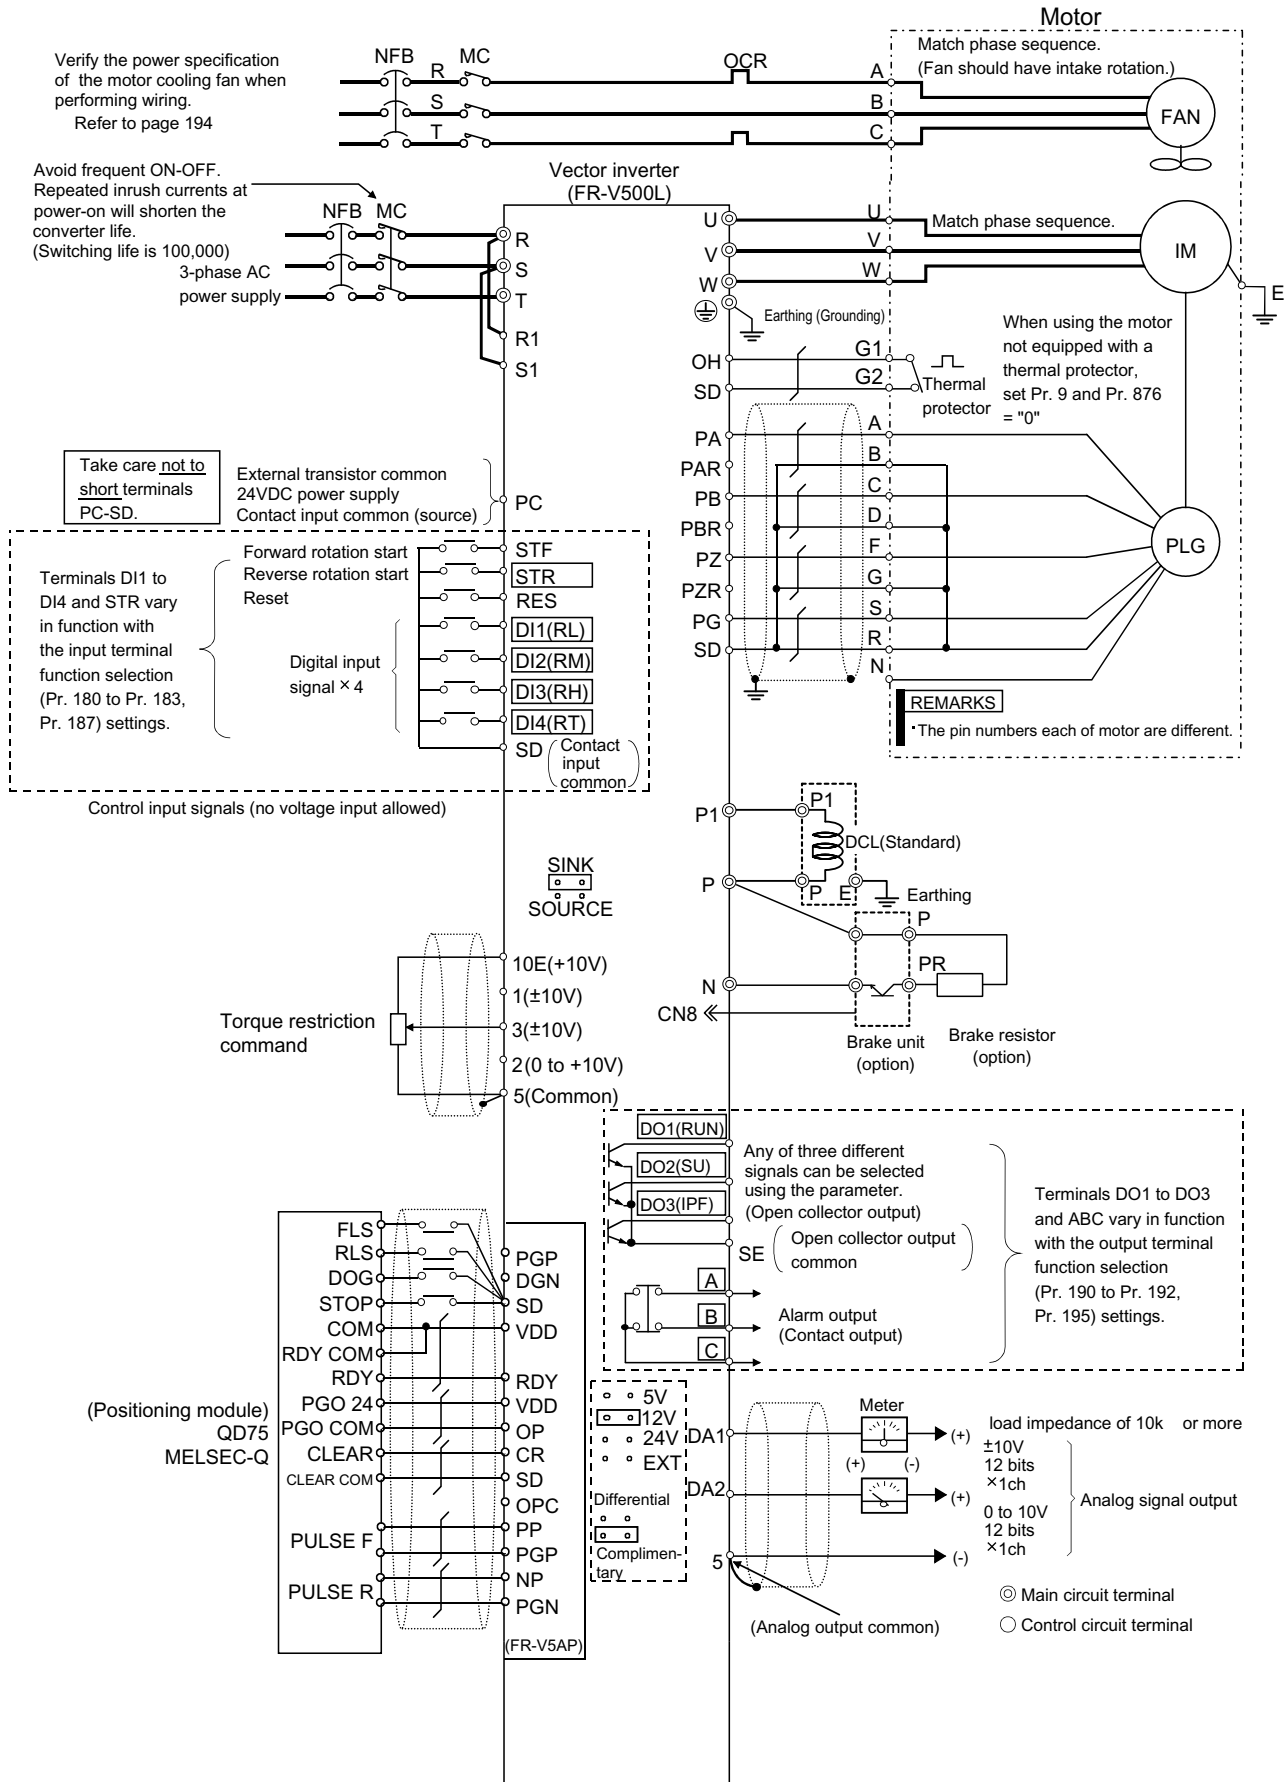 Motor
Verify the power specification
of the motor cooling fan when
performing wiring.
Refer to page 194
NFB
MC
R
S
T
OCR
A
B
C
Match phase sequence.
(Fan should have intake rotation.)
FAN
Avoid frequent ON-OFF.
Repeated inrush currents at
power-on will shorten the
converter life.
(Switching life is 100,000)
3-phase AC
power supply
NFB
MC
Vector inverter
(FR-V500L)
R
S
T
R1
S1
U
V
W
U
V
W
Match phase sequence.
IM
E
Earthing (Grounding)
When using the motor
not equipped with a
thermal protector,
set Pr. 9 and Pr. 876
= "0"
OH
SD
G1
G2
Thermal
protector
PA
PAR
PB
PBR
PZ
PZR
PG
SD
A
B
C
D
F
G
S
R
N
PLG
REMARKS
·The pin numbers each of motor are different.
Take care not to
short terminals
PC-SD.
External transistor common
24VDC power supply
Contact input common (source)
PC
Terminals DI1 to
DI4 and STR vary
in function with
the input terminal
function selection
(Pr. 180 to Pr. 183,
Pr. 187) settings.
Forward rotation start
Reverse rotation start
Reset
Digital input
signal × 4
STF
STR
RES
DI1(RL)
DI2(RM)
DI3(RH)
DI4(RT)
SD
(Contact
input
common)
Control input signals (no voltage input allowed)
P1
P1
DCL(Standard)
P
P
E
Earthing
SINK
SOURCE
P
PR
N
CN8
Brake unit
(option)
Brake resistor
(option)
Torque restriction
command
10E(+10V)
1(±10V)
3(±10V)
2(0 to +10V)
5(Common)
DO1(RUN)
DO2(SU)
DO3(IPF)
Any of three different
signals can be selected
using the parameter.
(Open collector output)
SE
(Open collector output
common)
A
B
C
Alarm output
(Contact output)
Terminals DO1 to DO3
and ABC vary in function
with the output terminal
function selection
(Pr. 190 to Pr. 192,
Pr. 195) settings.
(Positioning module)
QD75
MELSEC-Q
FLS
RLS
DOG
STOP
COM
RDY COM
RDY
PGO 24
PGO COM
CLEAR
CLEAR COM
PULSE F
PULSE R
PGP
DGN
SD
VDD
RDY
VDD
OP
CR
SD
OPC
PP
PGP
NP
PGN
(FR-V5AP)
5V
12V
24V
EXT
Differential
Complimen-
tary
DA1
DA2
5
Meter
(+)
(-)
(+)
(+)
(-)
load impedance of 10k or more
±10V
12 bits
×1ch
0 to 10V
12 bits
×1ch
Analog signal output
(Analog output common)
Main circuit terminal
Control circuit terminal